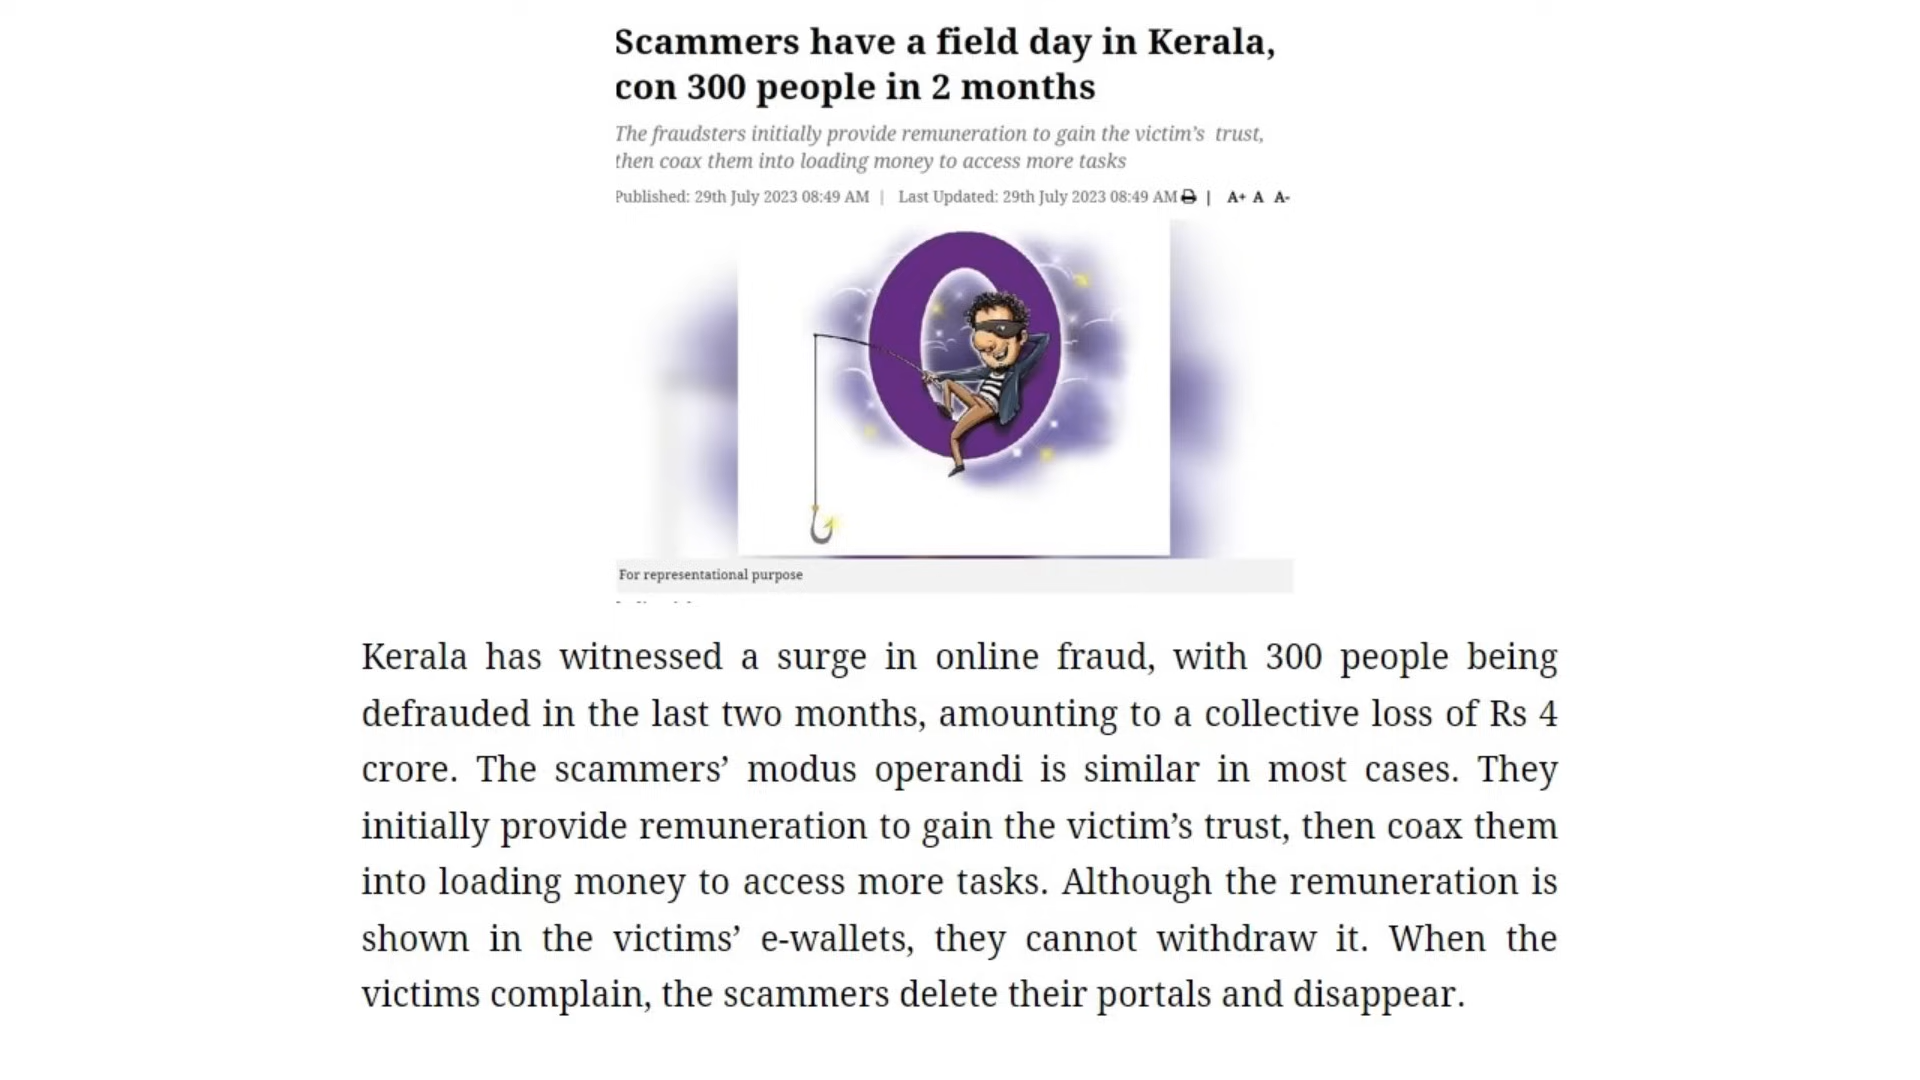 Scammers have a field day in Kerala,
con 300 people in 2 months
The fraudsters initially provide remuneration to gain the victim’s trust,
then coax them into loading money to access more tasks
Published: 29th July 2023 08:49 AM | Last Updated: 29th July 2023 08:49 AM | A+ A A-
For representational purpose
Kerala has witnessed a surge in online fraud, with 300 people being
defrauded in the last two months, amounting to a collective loss of Rs 4
crore. The scammers’ modus operandi is similar in most cases. They
initially provide remuneration to gain the victim’s trust, then coax them
into loading money to access more tasks. Although the remuneration is
shown in the victims’ e-wallets, they cannot withdraw it. When the
victims complain, the scammers delete their portals and disappear.